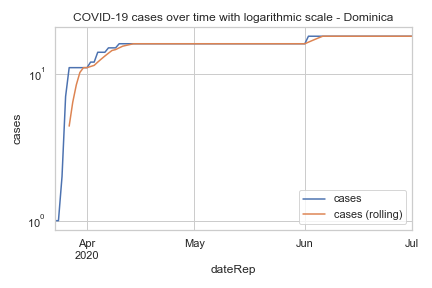 COVID-19 cases over time with logarithmic scale - Dominica
10¹
cases
10⁰
cases
cases (rolling)
Apr May Jun Jul
2020
dateRep